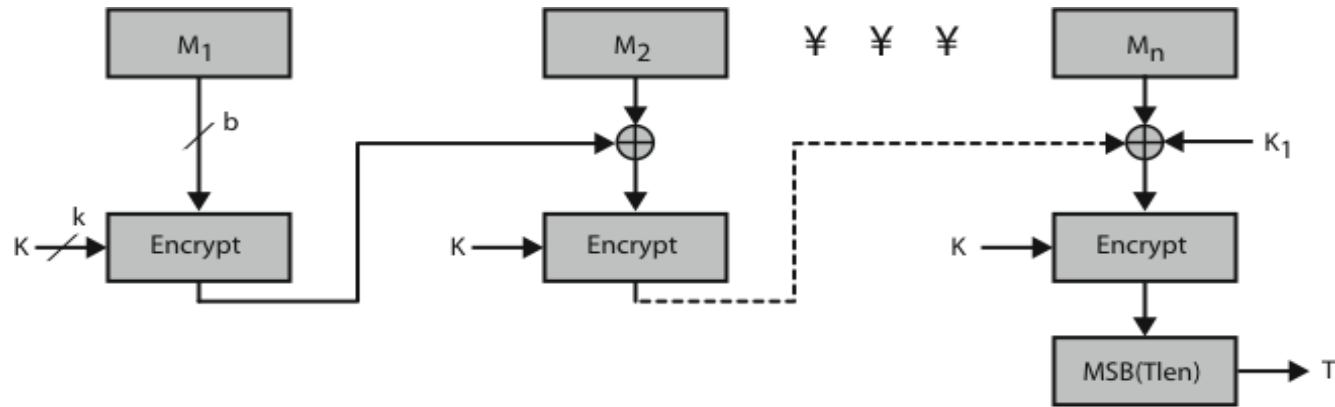 M1 M2 ¥ ¥ ¥ Mn
b
K1
k
K Encrypt K Encrypt K Encrypt
MSB(Tlen) T